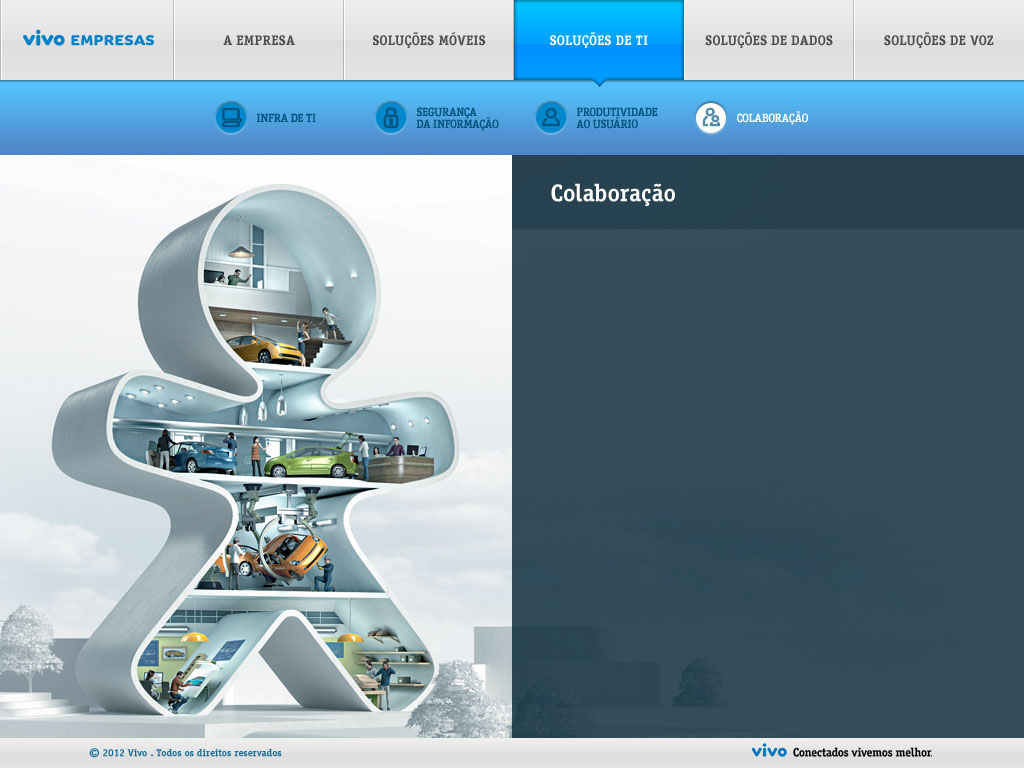 vivo EMPRESAS
A EMPRESA
SOLUÇÕES MÓVEIS
SOLUÇÕES DE TI
SOLUÇÕES DE DADOS
SOLUÇÕES DE VOZ
INFRA DE TI
SEGURANÇA
DA INFORMAÇÃO
PRODUTIVIDADE
AO USUÁRIO
COLABORAÇÃO
Colaboração
© 2012 Vivo . Todos os direitos reservados
vivo Conectados vivemos melhor.